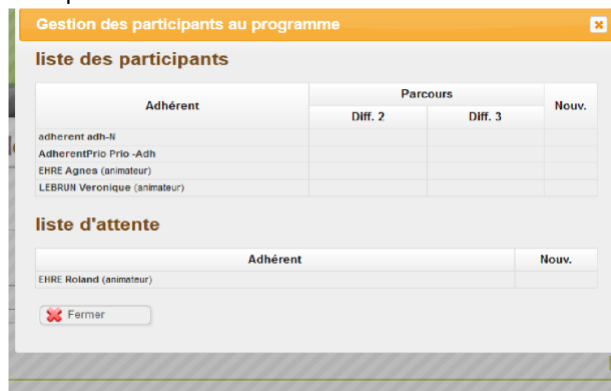 Gestion des participants au programme
liste des participants
Adhérent Parcours Nouv.
Diff. 2 Diff. 3
adherent adh-N
AdherentPrio Prio -Adh
EHRE Agnes (animateur)
LEBRUN Veronique (animateur)
liste d'attente
Adhérent Nouv.
EHRE Roland (animateur)
Fermer